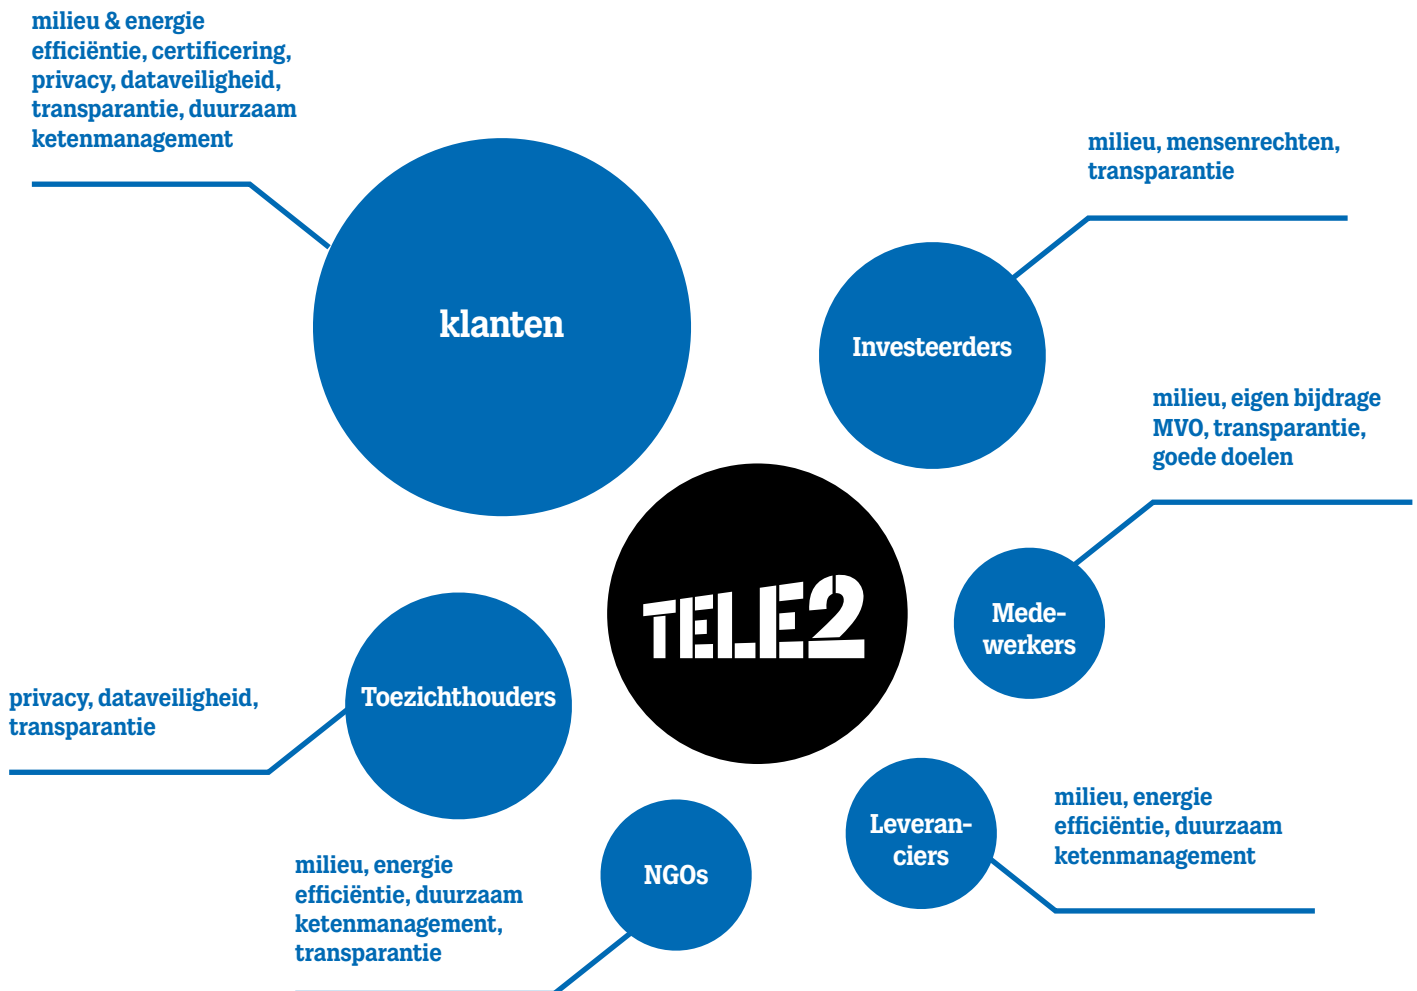 milieu & energie
efficiëntie, certificering,
privacy, dataveiligheid,
transparantie, duurzaam
ketenmanagement
klanten
milieu, mensenrechten,
transparantie
Investeerders
milieu, eigen bijdrage
MVO, transparantie,
goede doelen
TELE2
Mede-
werkers
privacy, dataveiligheid,
transparantie
Toezichthouders
milieu, energie
efficiëntie, duurzaam
ketenmanagement,
transparantie
NGOs
Leveran-
ciers
milieu, energie
efficiëntie, duurzaam
ketenmanagement